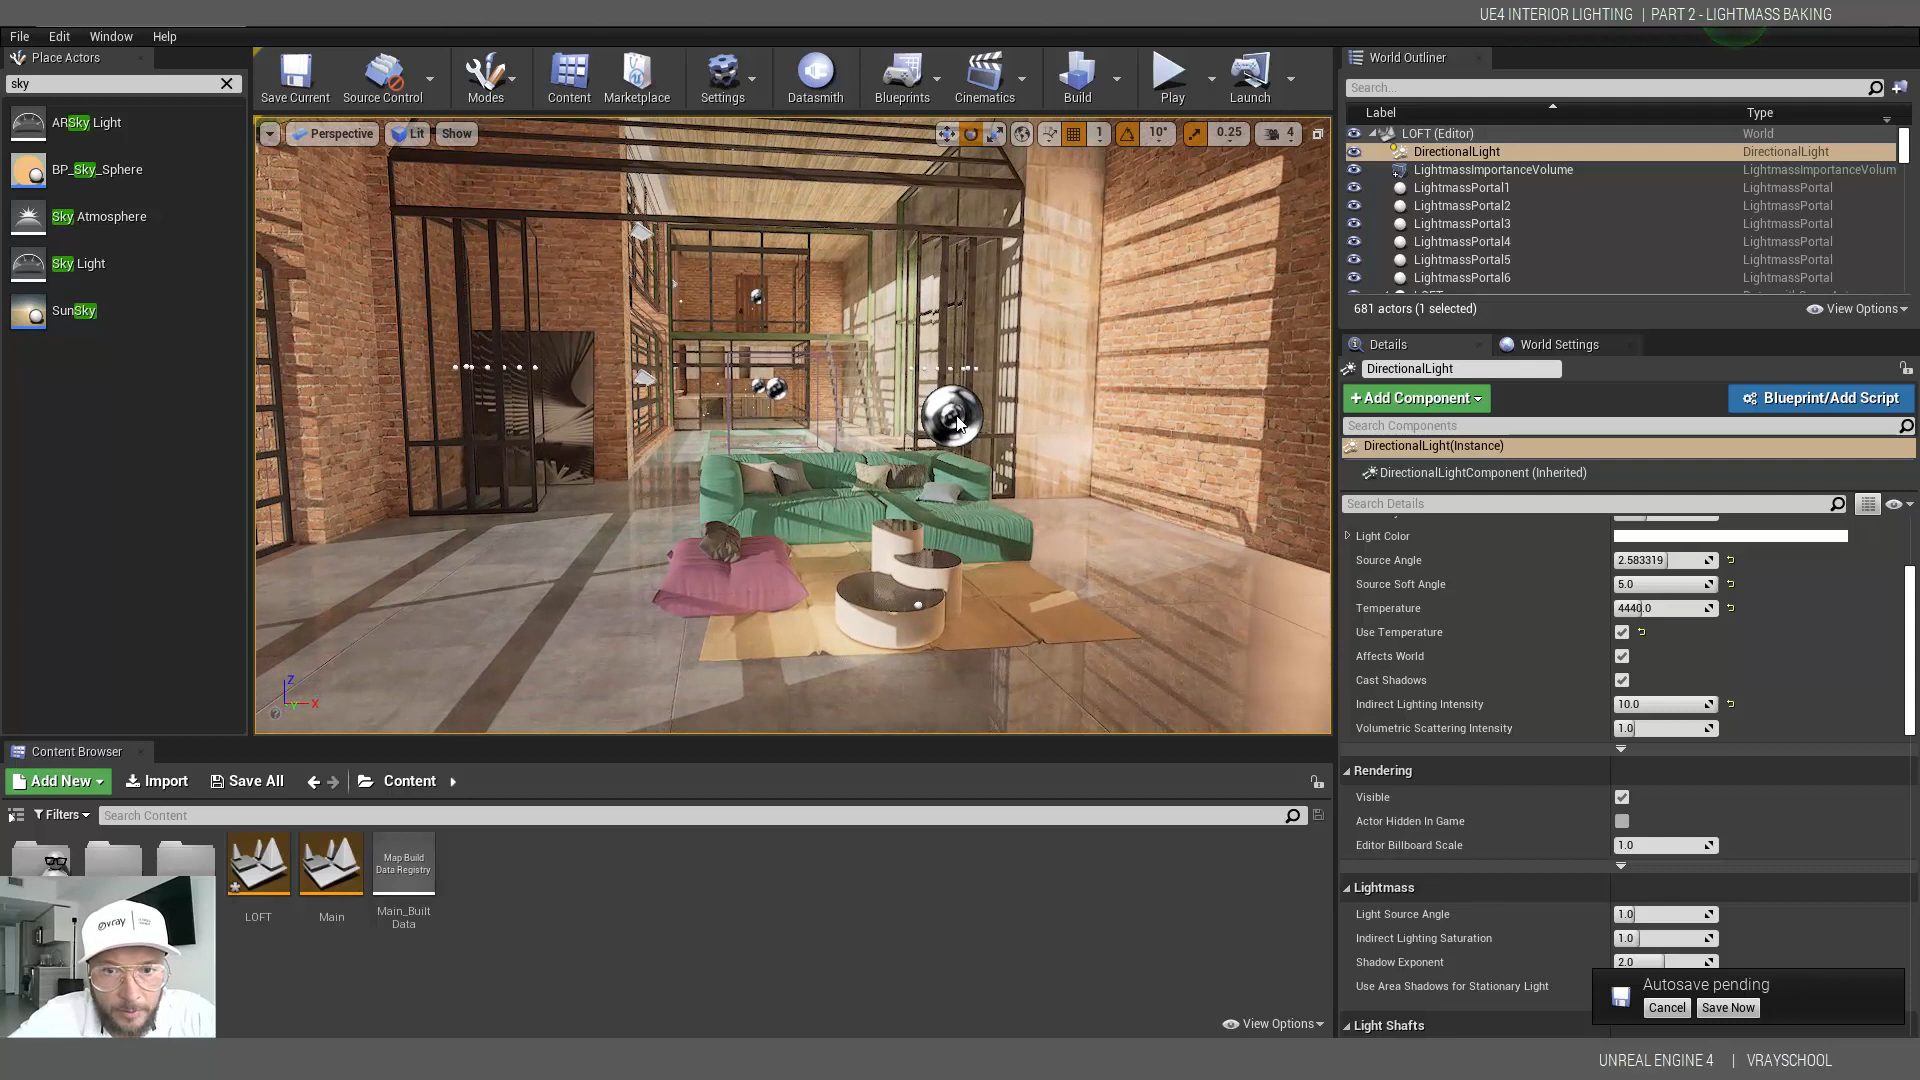 UE4 INTERIOR LIGHTING | PART 2 - LIGHTMASS BAKING
File Edit Window Help
Place Actors
sky
ARSky Light
BP_Sky_Sphere
Sky Atmosphere
Sky Light
SunSky
Save Current
Source Control
Modes
Content
Marketplace
Settings
Datasmith
Blueprints
Cinematics
Build
Play
Launch
Perspective
Lit
Show
1
10°
0.25
4
Z
X
World Outliner
Search...
Label Type
LOFT (Editor) World
DirectionalLight DirectionalLight
LightmassImportanceVolume LightmassImportanceVolum
LightmassPortal1 LightmassPortal
LightmassPortal2 LightmassPortal
LightmassPortal3 LightmassPortal
LightmassPortal4 LightmassPortal
LightmassPortal5 LightmassPortal
LightmassPortal6 LightmassPortal
681 actors (1 selected)
View Options
Details
World Settings
DirectionalLight
+Add Component
Blueprint/Add Script
Search Components
DirectionalLight(Instance)
DirectionalLightComponent (Inherited)
Search Details
Light Color
Source Angle 2.583319
Source Soft Angle 5.0
Temperature 4440.0
Use Temperature
Affects World
Cast Shadows
Indirect Lighting Intensity 10.0
Volumetric Scattering Intensity 1.0
Rendering
Visible
Actor Hidden In Game
Editor Billboard Scale 1.0
Lightmass
Light Source Angle 1.0
Indirect Lighting Saturation 1.0
Shadow Exponent 2.0
Use Area Shadows for Stationary Light
Light Shafts
Autosave pending
Cancel
Save Now
Content Browser
Add New
Import
Save All
Content
Filters
Search Content
LOFT
Main
Map Build
Data Registry
Main_Built
Data
View Options
vray
UNREAL ENGINE 4 | VRAYSCHOOL